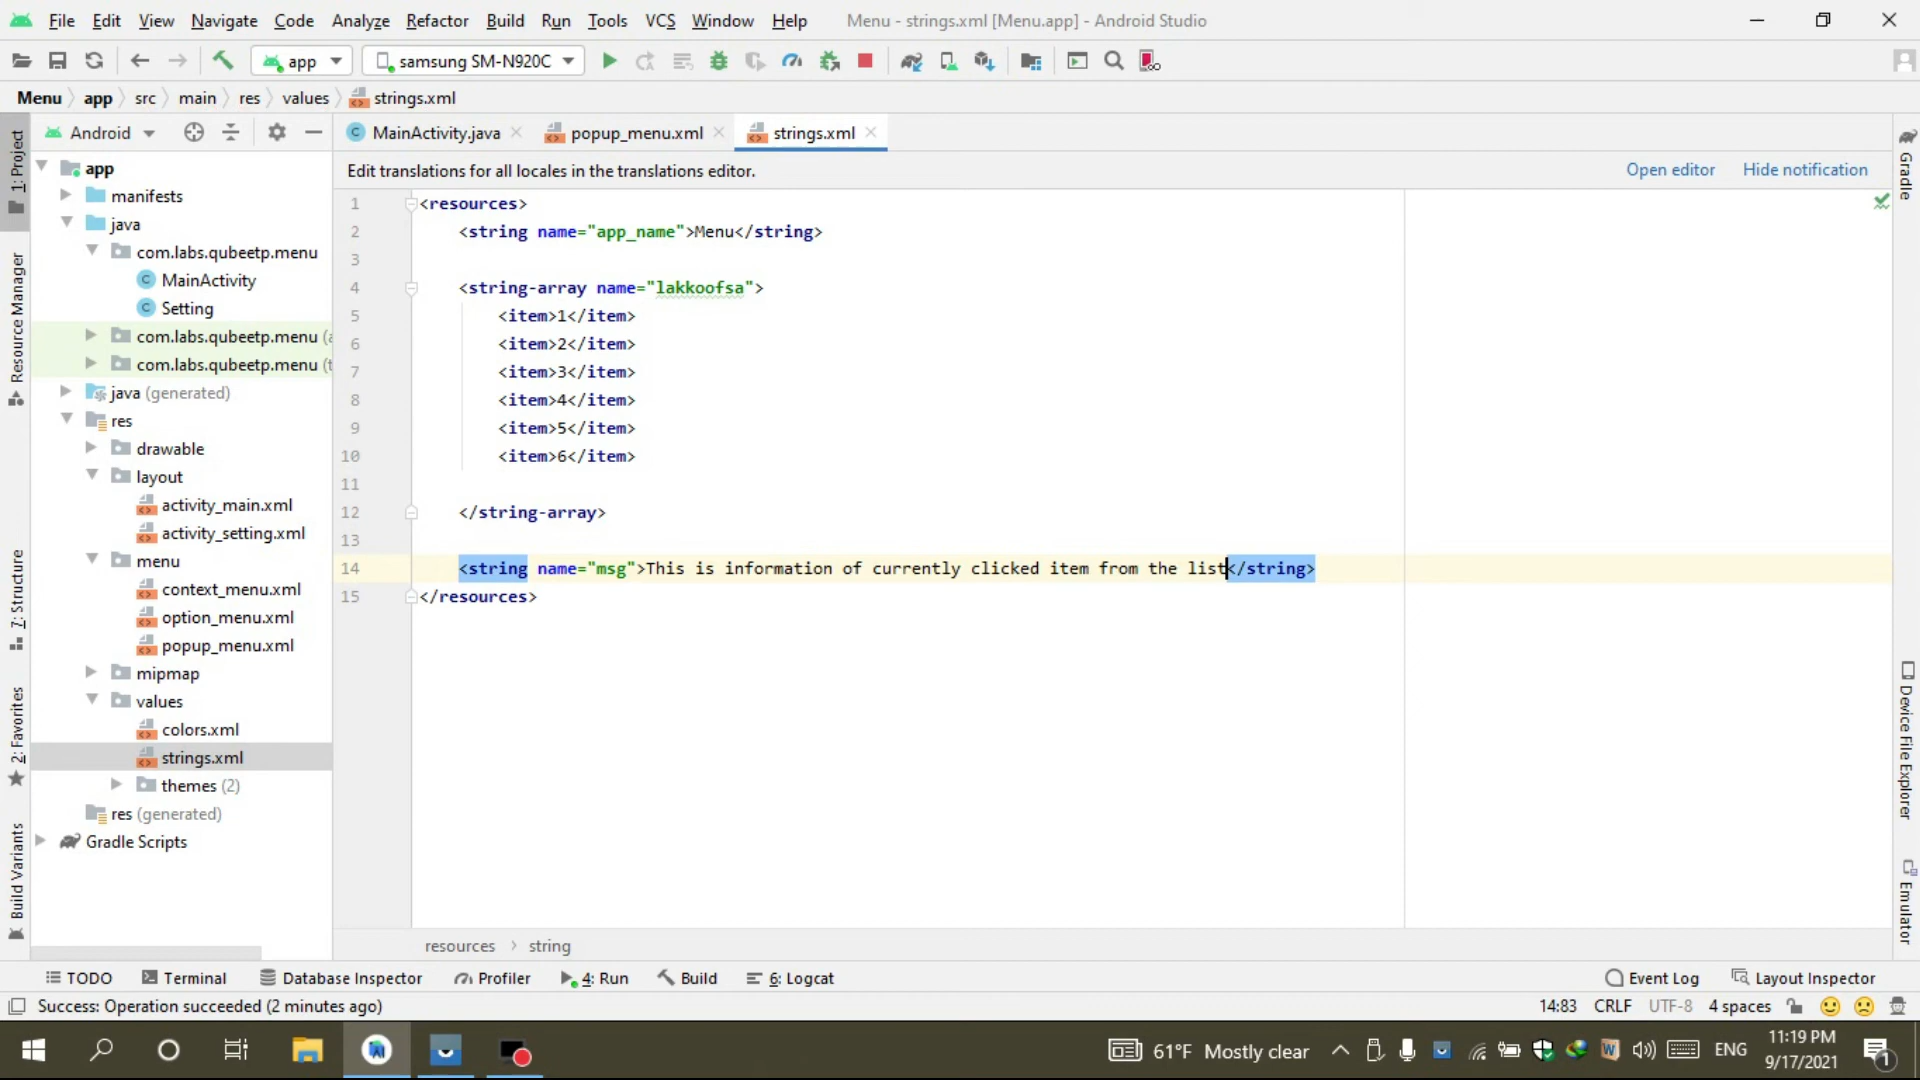 File Edit View Navigate Code Analyze Refactor Build Run Tools VCS Window Help Menu - strings.xml [Menu.app] - Android Studio
app samsung SM-N920C
Menu app src main res values strings.xml
Android
MainActivity.java popup_menu.xml strings.xml
Edit translations for all locales in the translations editor. Open editor Hide notification
1: Project
Resource Manager
7: Structure
2: Favorites
Build Variants
app
manifests
java
com.labs.qubeetp.menu
MainActivity
Setting
com.labs.qubeetp.menu (a
com.labs.qubeetp.menu (t
java (generated)
res
drawable
layout
activity_main.xml
activity_setting.xml
menu
context_menu.xml
option_menu.xml
popup_menu.xml
mipmap
values
colors.xml
strings.xml
themes (2)
res (generated)
Gradle Scripts
1 <resources>
2 <string name="app_name">Menu</string>
3
4 <string-array name="lakkoofsa">
5 <item>1</item>
6 <item>2</item>
7 <item>3</item>
8 <item>4</item>
9 <item>5</item>
10 <item>6</item>
11
12 </string-array>
13
14 <string name="msg">This is information of currently clicked item from the list</string>
15 </resources>
Gradle
Device File Explorer
Emulator
resources string
TODO Terminal Database Inspector Profiler 4: Run Build 6: Logcat Event Log Layout Inspector
Success: Operation succeeded (2 minutes ago) 14:83 CRLF UTF-8 4 spaces
61°F Mostly clear ENG 11:19 PM
9/17/2021
1